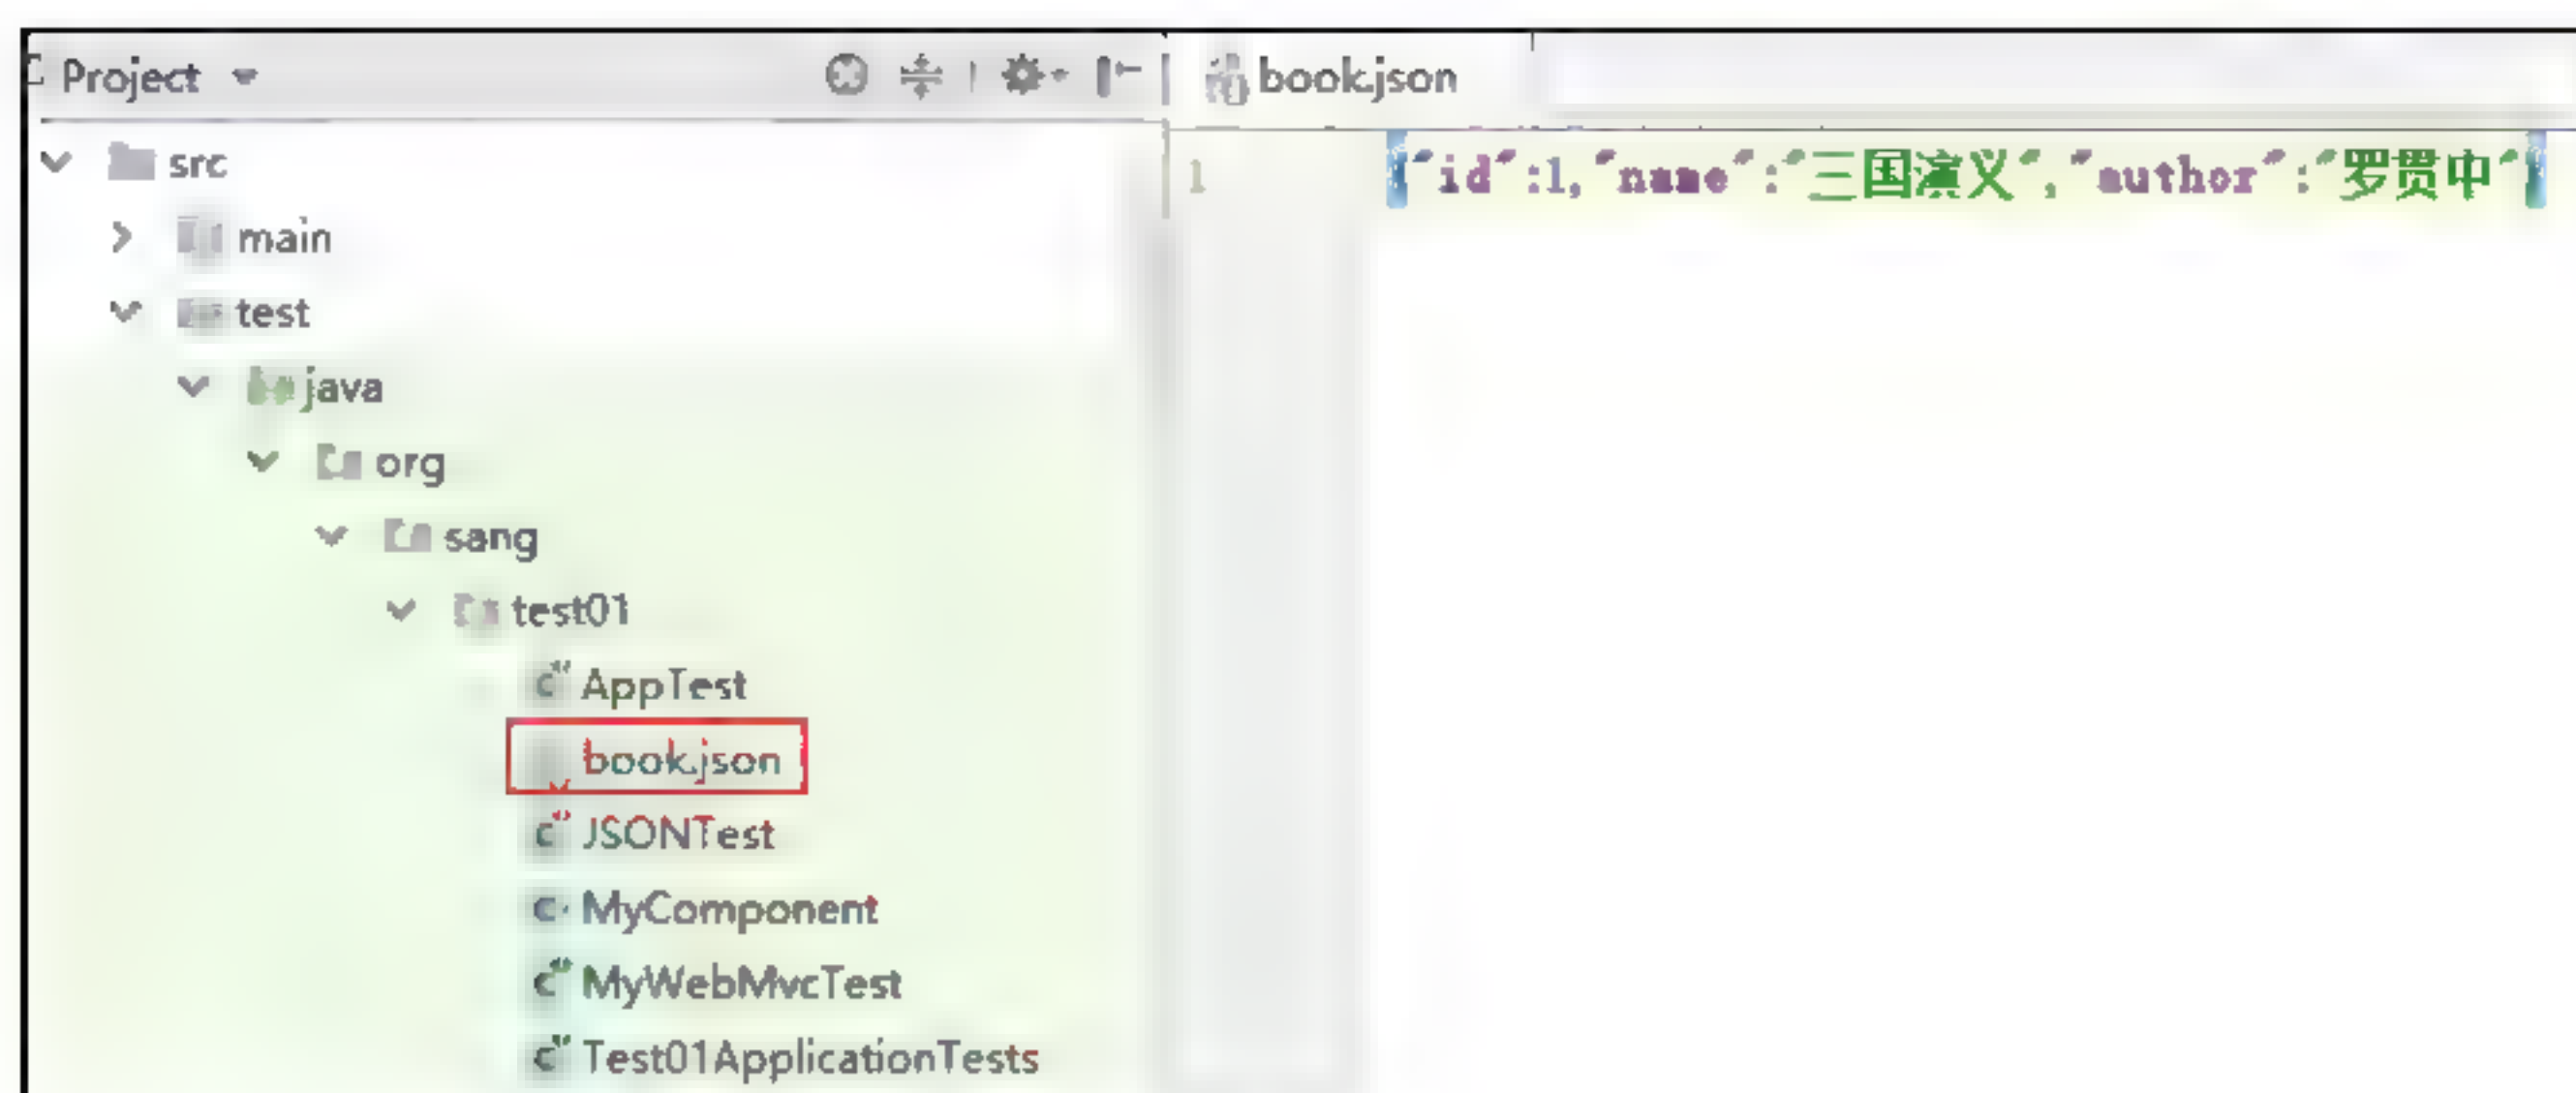 Project
book.json
src
1 {"id":1,"name":"三国演义","author":"罗贯中"}
main
test
java
org
sang
test01
AppTest
book.json
JSONTest
MyComponent
MyWebMvcTest
Test01ApplicationTests